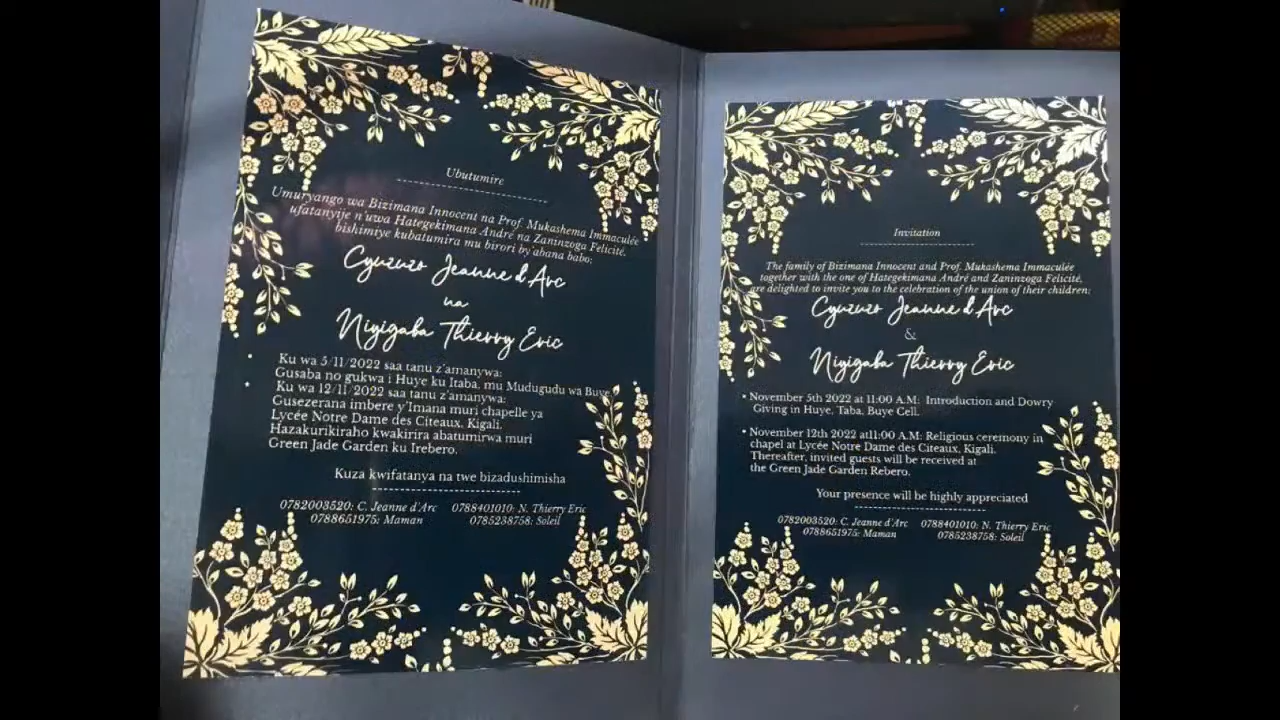 Ubutumire
Umuryango wa Bizimana Innocent na Prof. Mukashema Immaculée
ufatanyije n'uwa Hategekimana André na Zaninzoga Felicité,
bishimiye kubatumira mu birori by'abana babo;
Cyuzuzo Jeanne d'Arc
na
Niyigaba Thierry Eric
Ku wa 5/11/2022 saa tanu z'amanywa:
Gusaba no gukwa i Huye ku Itaba, mu Mudugudu wa Buye.
Ku wa 12/11/2022 saa tanu z'amanywa:
Gusezerana imbere y'Imana muri chapelle ya
Lycée Notre Dame des Citeaux, Kigali.
Hazakurikiraho kwakirira abatumirwa muri
Green Jade Garden ku Irebero.
Kuza kwifatanya na twe bizadushimisha
0782003520: C. Jeanne d'Arc 0788401010: N. Thierry Eric
0788651975: Maman 0785238758: Soleil
Invitation
The family of Bizimana Innocent and Prof. Mukashema Immaculée
together with the one of Hategekimana André and Zaninzoga Felicité,
are delighted to invite you to the celebration of the union of their children;
Cyuzuzo Jeanne d'Arc
&
Niyigaba Thierry Eric
• November 5th 2022 at 11:00 A.M: Introduction and Dowry
Giving in Huye, Taba, Buye Cell.
• November 12th 2022 at11:00 A.M: Religious ceremony in
chapel at Lycée Notre Dame des Citeaux, Kigali.
Thereafter, invited guests will be received at
the Green Jade Garden Rebero.
Your presence will be highly appreciated
0782003520: C. Jeanne d'Arc 0788401010: N. Thierry Eric
0788651975: Maman 0785238758: Soleil